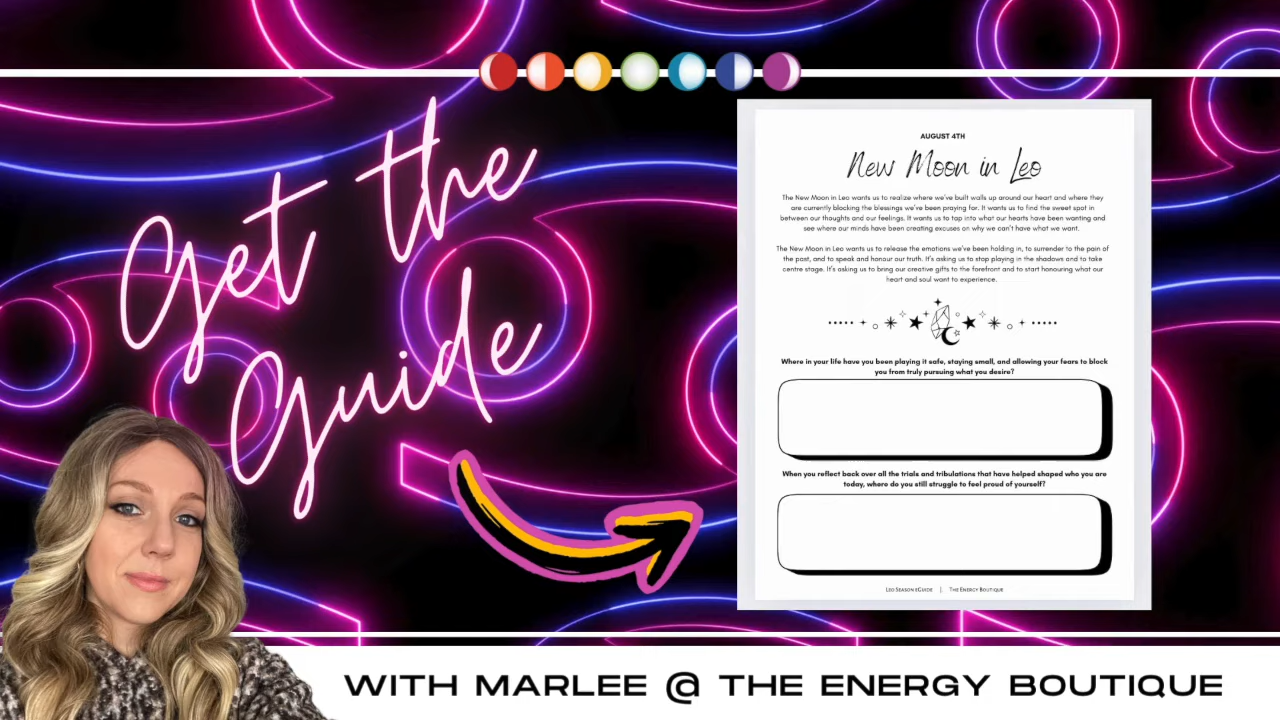 Get the
Guide
AUGUST 4TH
New Moon in Leo
The New Moon in Leo wants us to realize where we've built walls up around our heart and where they
are currently blocking the blessings we've been praying for. It wants us to find the sweet spot in
between our thoughts and our feelings. It wants us to tap into what our hearts have been wanting and
see where our minds have been creating excuses on why we can't have what we want.
The New Moon in Leo wants us to release the emotions we've been holding in, to surrender to the pain of
the past, and to speak and honour our truth. It's asking us to stop playing in the shadows and to take
centre stage. It's asking us to bring our creative gifts to the forefront and to start honouring what our
heart and soul want to experience.
Where in your life have you been playing it safe, staying small, and allowing your fears to block
you from truly pursuing what you desire?
When you reflect back over all the trials and tribulations that have helped shaped who you are
today, where do you still struggle to feel proud of yourself?
Leo Season eGuide | The Energy Boutique
WITH MARLEE @ THE ENERGY BOUTIQUE